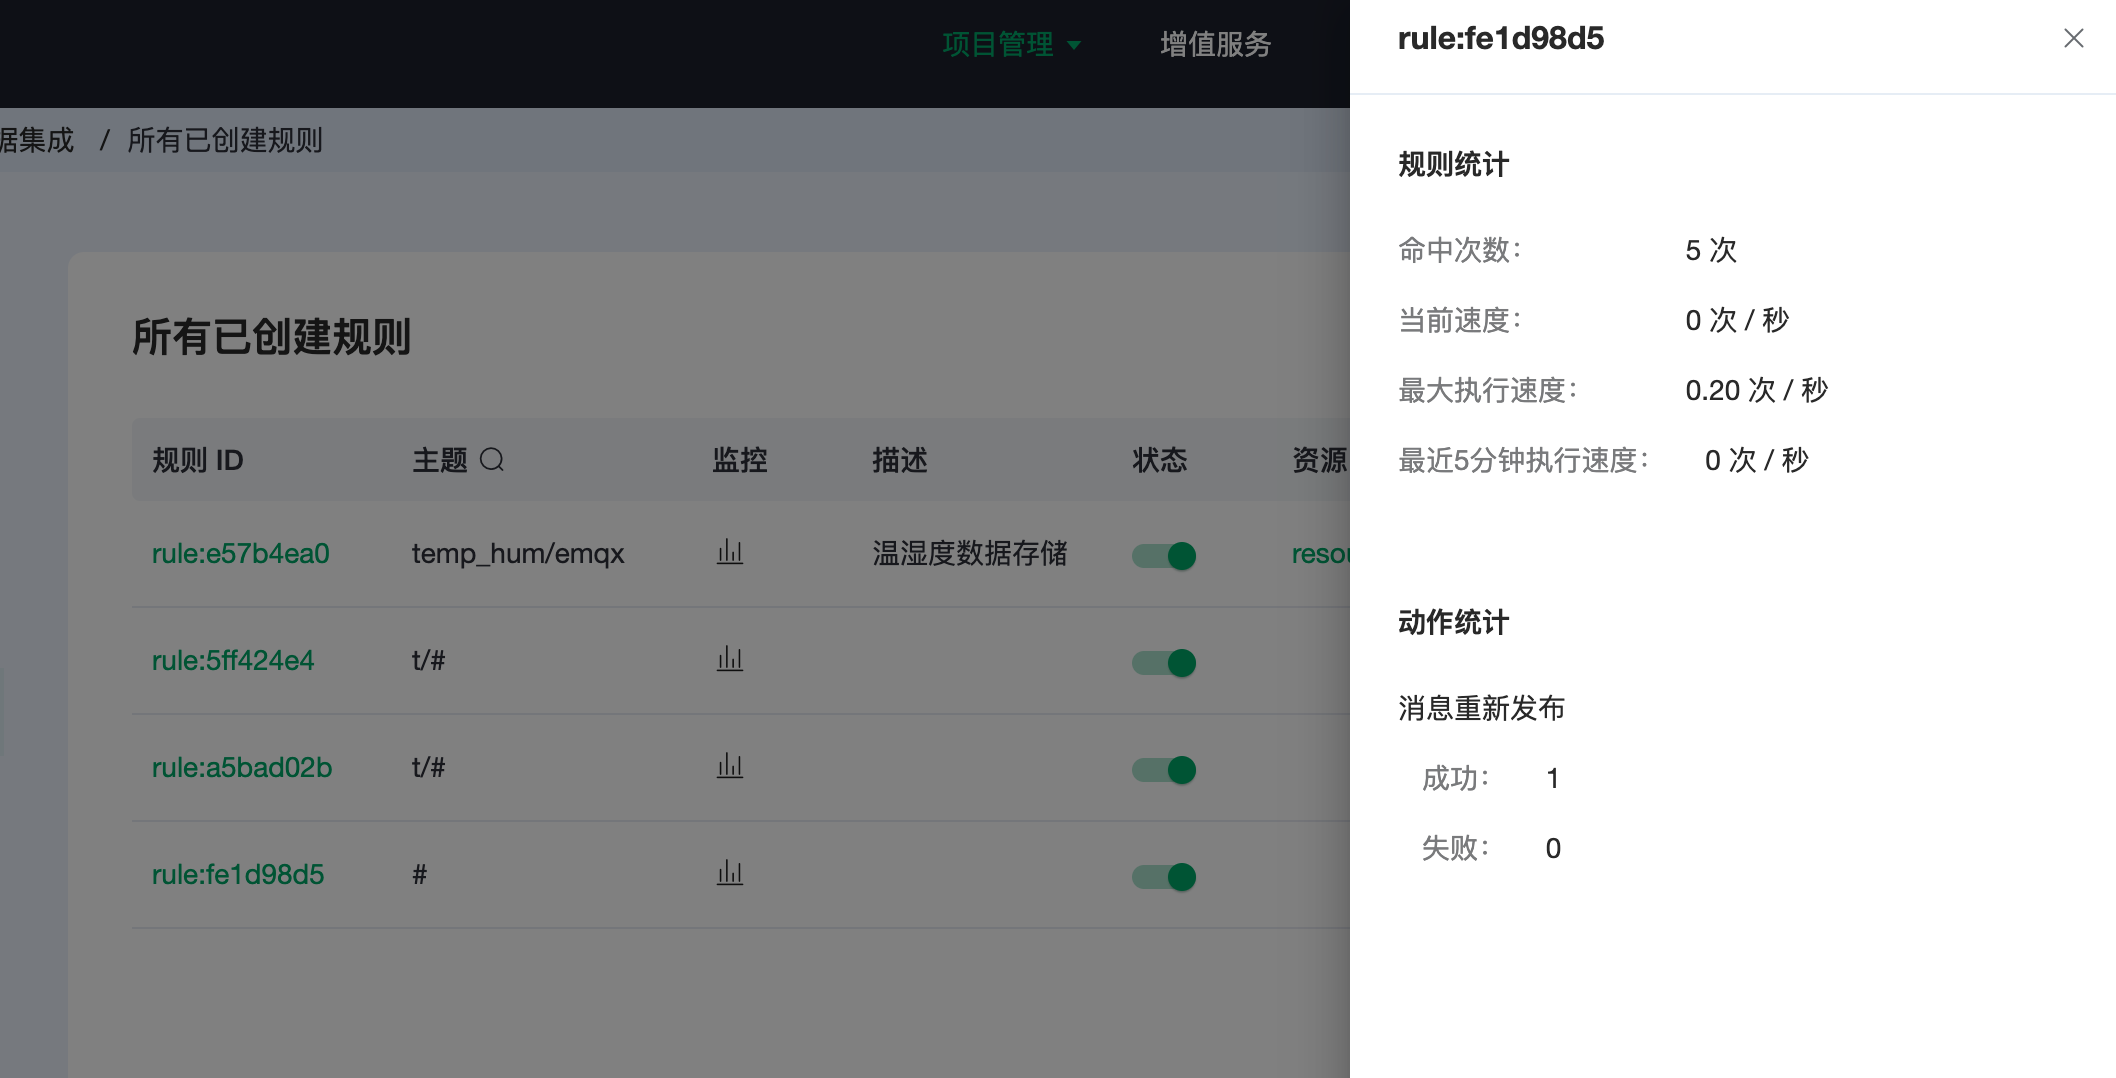 项目管理
增值服务
据集成 / 所有已创建规则
所有已创建规则
规则 ID 主题 监控 描述 状态 资源
rule:e57b4ea0 temp_hum/emqx 温湿度数据存储 resou
rule:5ff424e4 t/#
rule:a5bad02b t/#
rule:fe1d98d5 #
rule:fe1d98d5
规则统计
命中次数： 5 次
当前速度： 0 次 / 秒
最大执行速度： 0.20 次 / 秒
最近5分钟执行速度： 0 次 / 秒
动作统计
消息重新发布
成功： 1
失败： 0